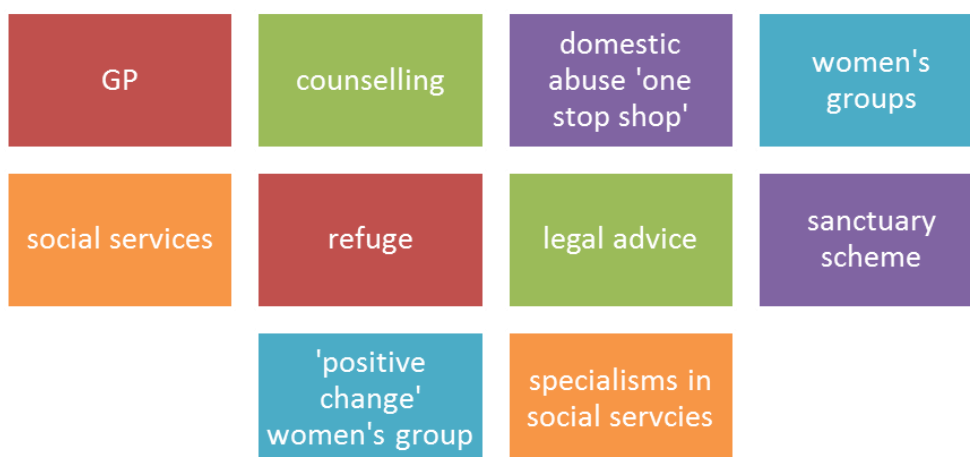 GP
counselling
domestic
abuse 'one
stop shop'
women's
groups
social services
refuge
legal advice
sanctuary
scheme
'positive
change'
women's group
specialisms in
social servcies